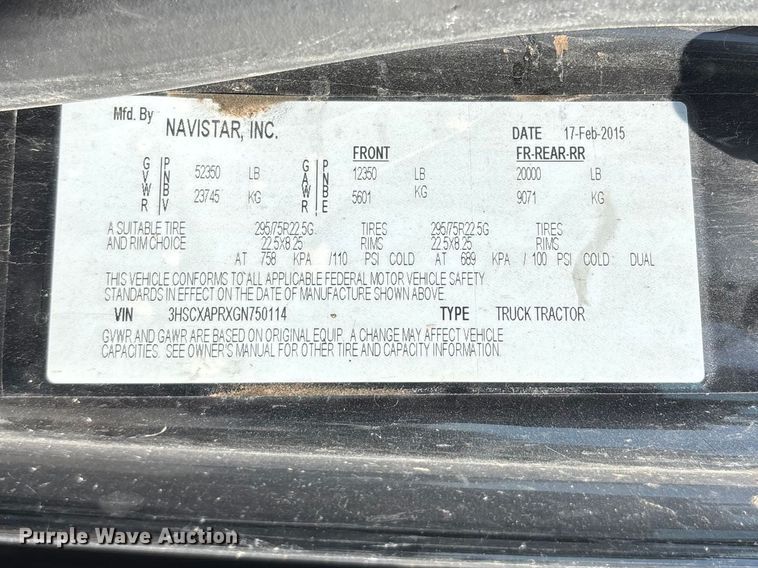 Mfd. By NAVISTAR, INC. DATE 17-Feb-2015
FRONT FR-REAR-RR
GVWR PNBV 52350 LB GAWR PNBE 12350 LB 20000 LB
23745 KG 5601 KG 9071 KG
A SUITABLE TIRE 295/75R22.5G TIRES 295/75R22.5G TIRES
AND RIM CHOICE 22.5X8.25 RIMS 22.5X8.25 RIMS
AT 758 KPA /110 PSI COLD AT 689 KPA / 100 PSI COLD DUAL
THIS VEHICLE CONFORMS TO ALL APPLICABLE FEDERAL MOTOR VEHICLE SAFETY
STANDARDS IN EFFECT ON THE DATE OF MANUFACTURE SHOWN ABOVE.
VIN 3HSCXAPRXGN750114 TYPE TRUCK TRACTOR
GVWR AND GAWR ARE BASED ON ORIGINAL EQUIP. A CHANGE MAY AFFECT VEHICLE
CAPACITIES. SEE OWNER'S MANUAL FOR OTHER TIRE AND CAPACITY INFORMATION.
Purple Wave Auction